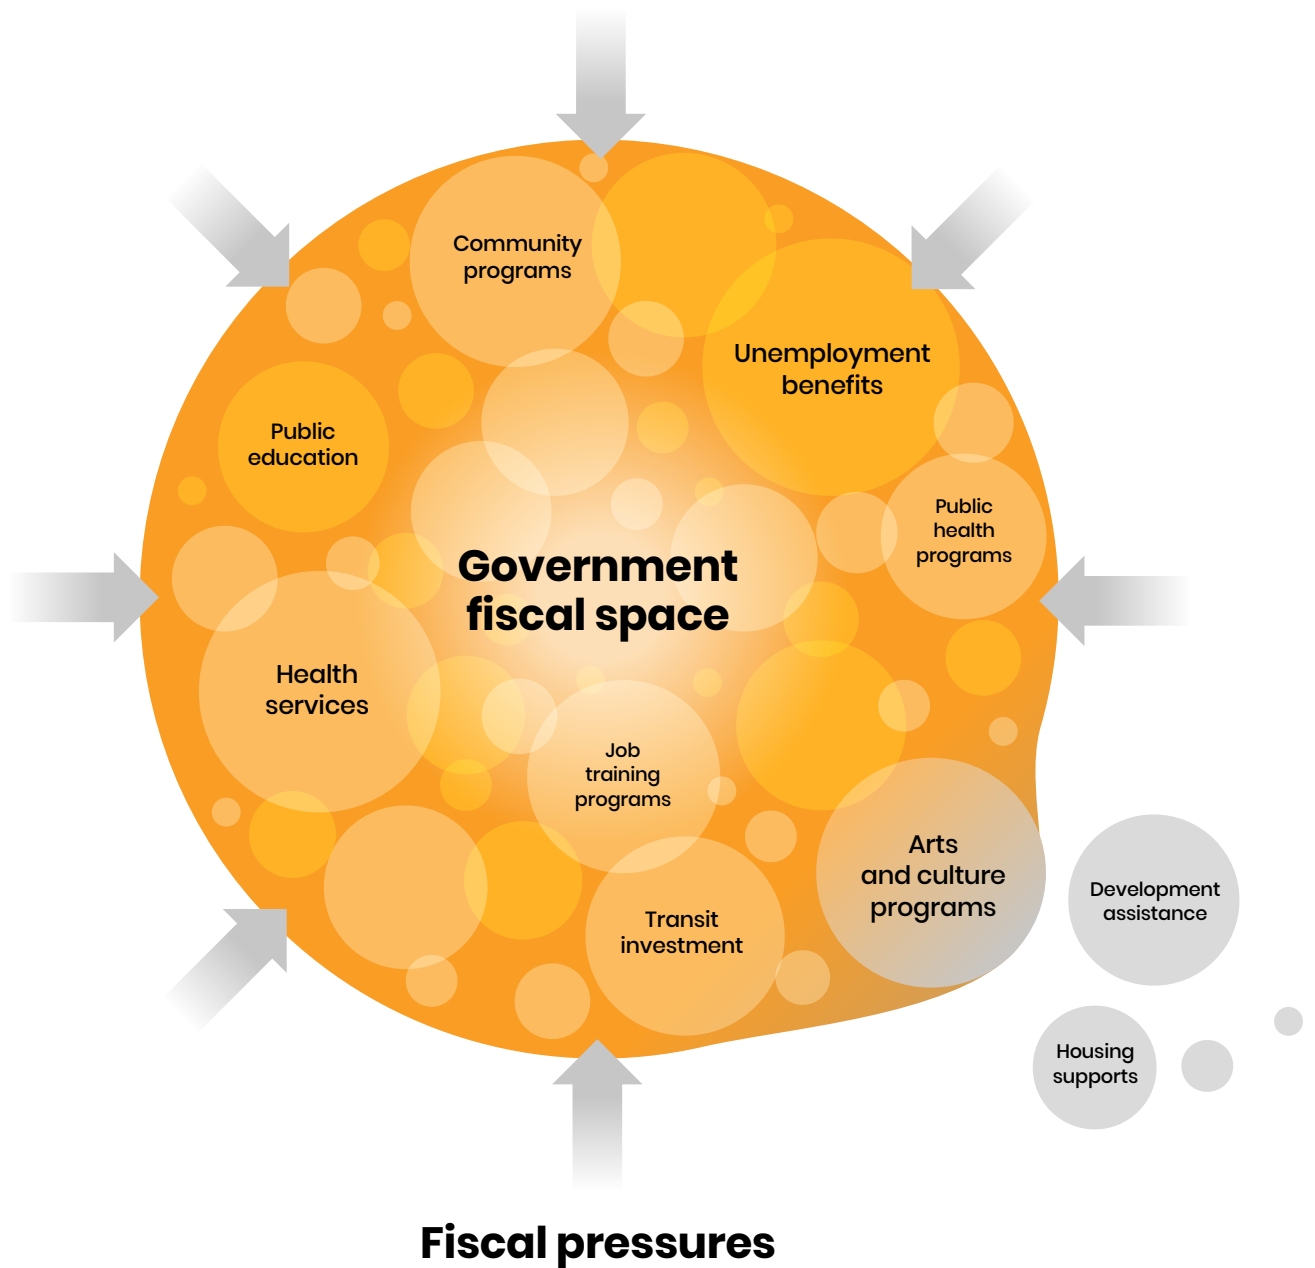 Community
programs
Unemployment
benefits
Public
education
Public
health
programs
Government
fiscal space
Health
services
Job
training
programs
Arts
and culture
programs
Development
assistance
Transit
investment
Housing
supports
Fiscal pressures